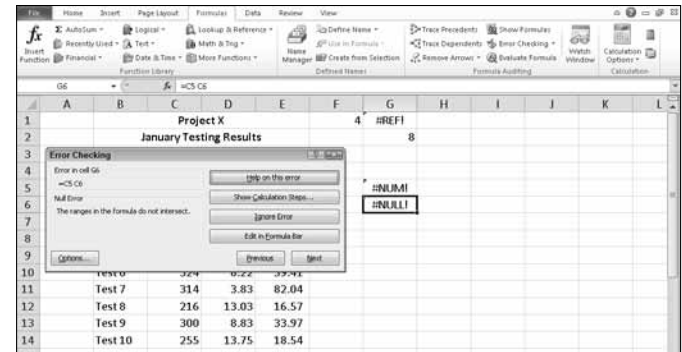 File Home Insert Page Layout Formulas Data Review View
Insert Function
Σ AutoSum Logical Lookup & Reference
Recently Used Text Math & Trig
Financial Date & Time More Functions
Function Library
Name Manager
Define Name
Use in Formula
Create from Selection
Defined Names
Trace Precedents Show Formulas
Trace Dependents Error Checking
Remove Arrows Evaluate Formula
Formula Auditing
Watch Window
Calculation Options
Calculation
G6 fx =C5 C6
A B C D E F G H I J K L
1 Project X 4 #REF!
2 January Testing Results 8
3
4
5 #NUM!
6 #NULL!
7
8
9
Error Checking
Error in cell G6
=C5 C6
Null Error
The ranges in the formula do not intersect.
Help on this error
Show Calculation Steps...
Ignore Error
Edit in Formula Bar
Options... Previous Next
10 Test 6 324 6.22 39.41
11 Test 7 314 3.83 82.04
12 Test 8 216 13.03 16.57
13 Test 9 300 8.83 33.97
14 Test 10 255 13.75 18.54